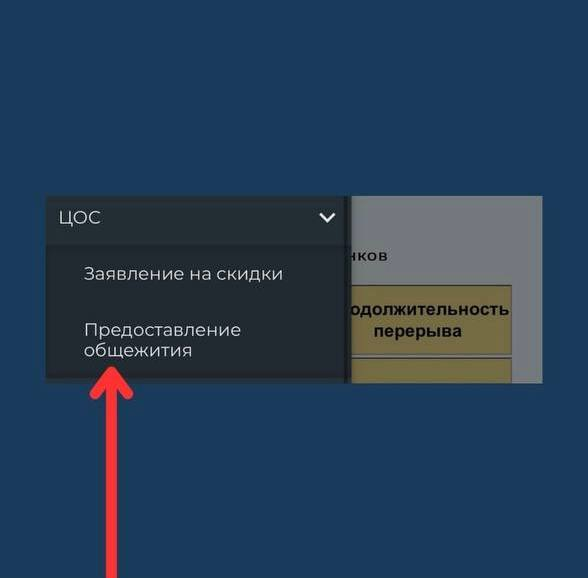 ЦОС
нков
Заявление на скидки
одолжительность
перерыва
Предоставление
общежития